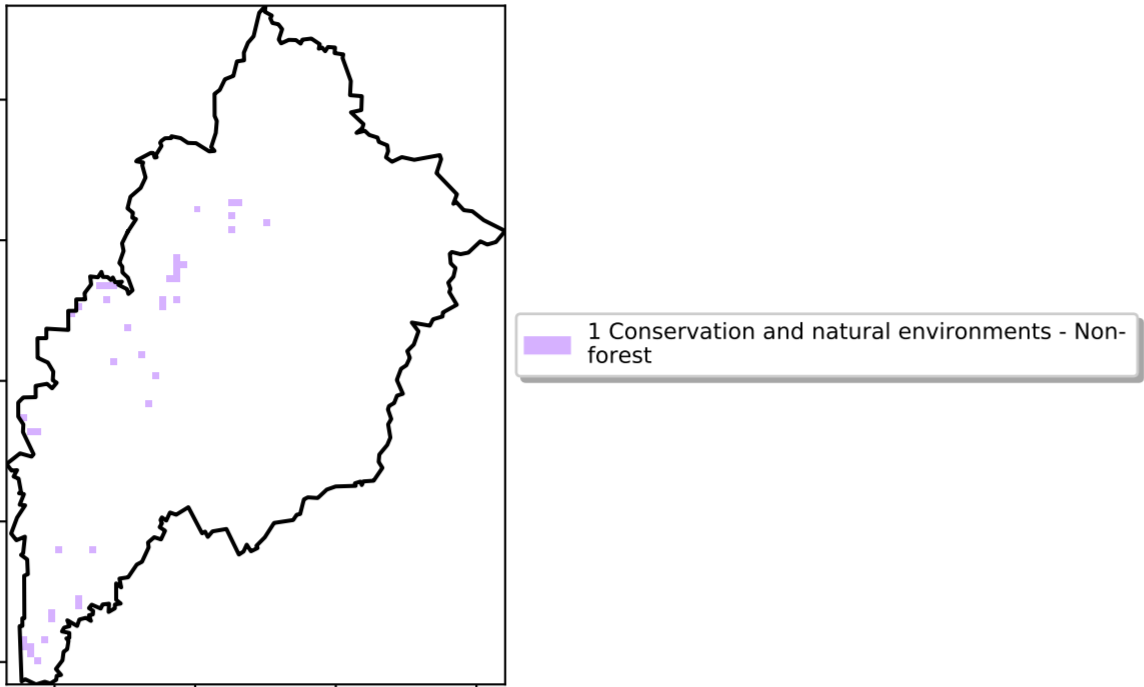 1 Conservation and natural environments - Non-
forest